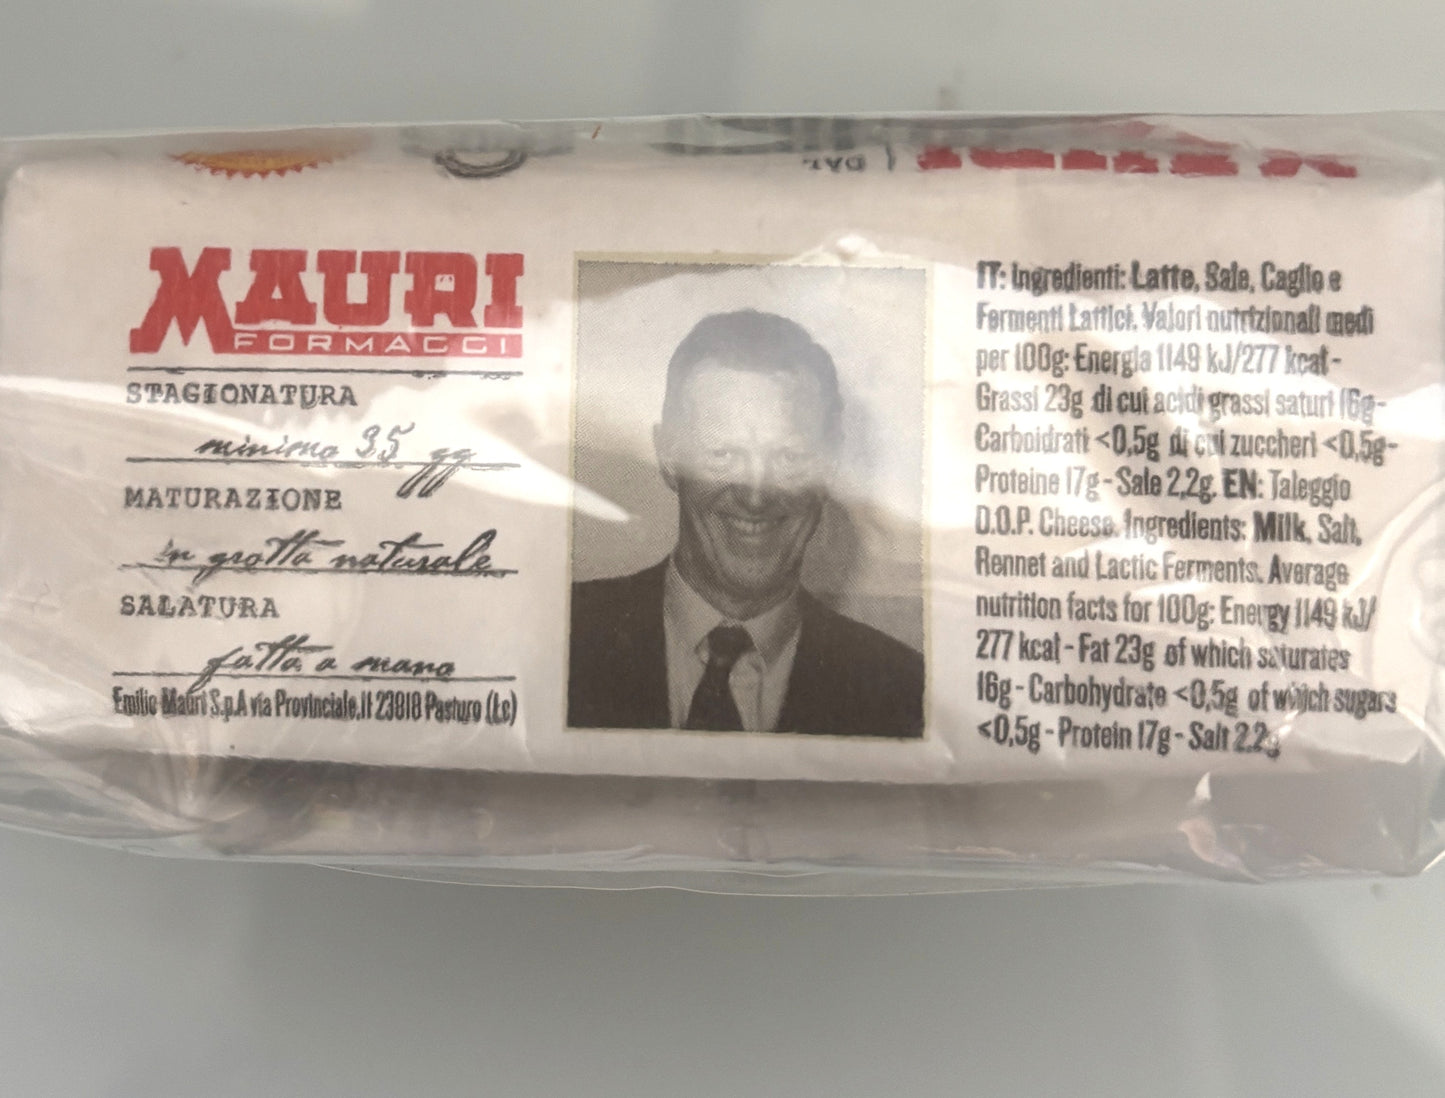 DAL
MAURI
FORMAGGI
STAGIONATURA
minimo 35 gg
MATURAZIONE
in grotta naturale
SALATURA
fatta a mano
Emilio Mauri S.p.A via Provinciale,11 23818 Pasturo (Lc)
IT: Ingredienti: Latte, Sale, Caglio e
Fermenti Lattici. Valori nutrizionali medi
per 100g: Energia 1149 kJ/277 kcal -
Grassi 23g di cui acidi grassi saturi 16g -
Carboidrati <0,5g di cui zuccheri <0,5g -
Proteine 17g - Sale 2,2g. EN: Taleggio
D.O.P. Cheese. Ingredients: Milk, Salt,
Rennet and Lactic Ferments. Average
nutrition facts for 100g: Energy 1149 kJ/
277 kcal - Fat 23g of which saturates
16g - Carbohydrate <0,5g of which sugars
<0,5g - Protein 17g - Salt 2,2g